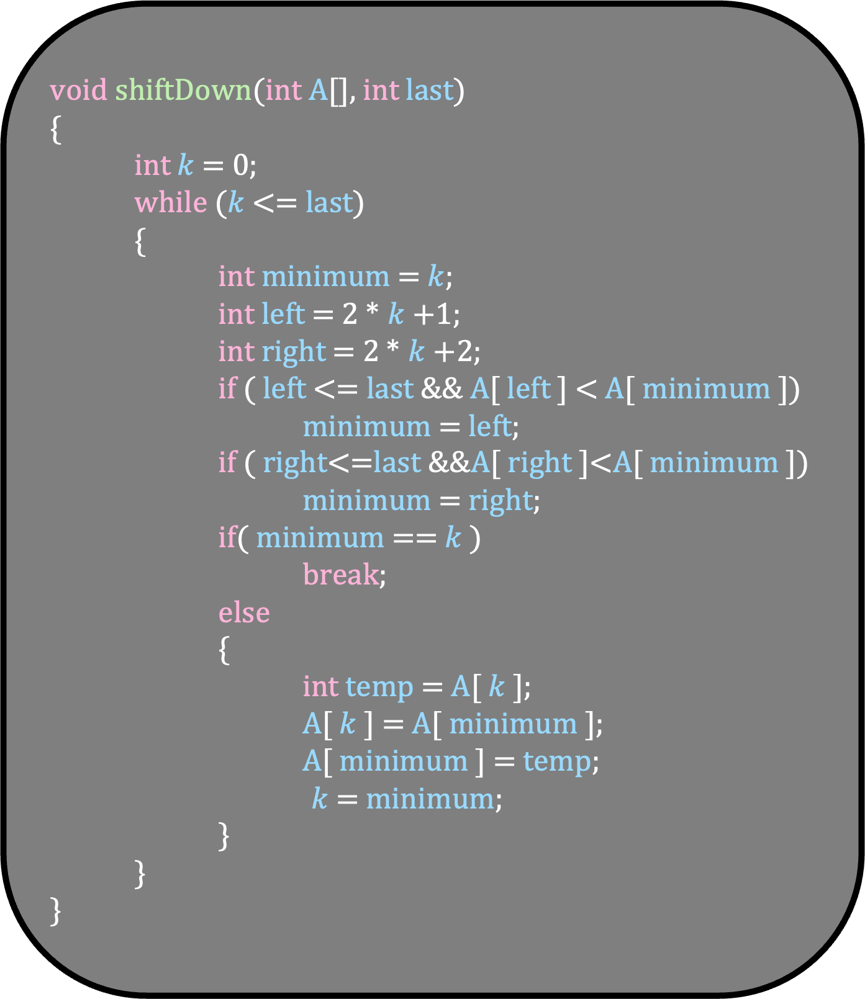 void shiftDown(int A[], int last)
{
int k = 0;
while (k <= last)
{
int minimum = k;
int left = 2 * k +1;
int right = 2 * k +2;
if ( left <= last && A[ left ] < A[ minimum ])
minimum = left;
if ( right<=last &&A[ right ]<A[ minimum ])
minimum = right;
if( minimum == k )
break;
else
{
int temp = A[ k ];
A[ k ] = A[ minimum ];
A[ minimum ] = temp;
k = minimum;
}
}
}